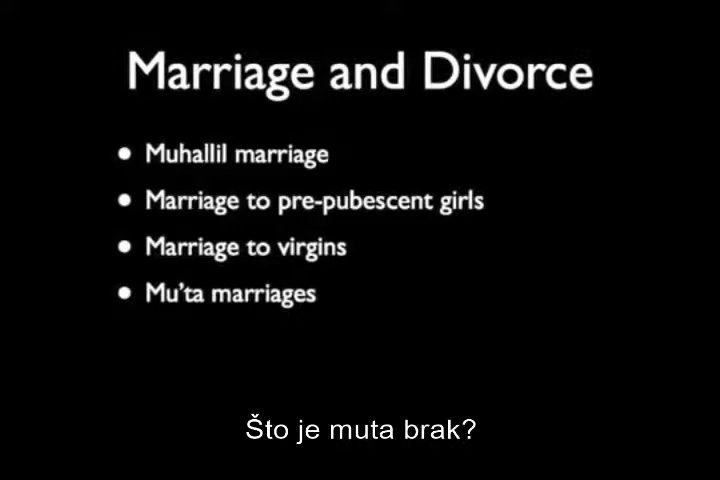 Marriage and Divorce
• Muhallil marriage
• Marriage to pre-pubescent girls
• Marriage to virgins
• Mu’ta marriages
Što je muta brak?